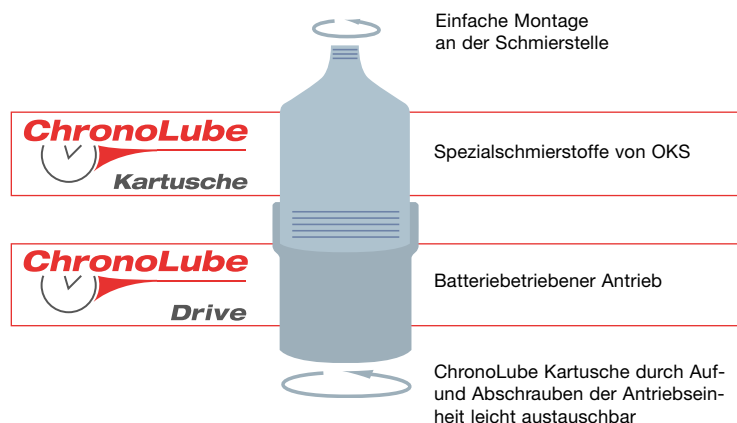 Einfache Montage
an der Schmierstelle
ChronoLube
Kartusche
Spezialschmierstoffe von OKS
ChronoLube
Drive
Batteriebetriebener Antrieb
ChronoLube Kartusche durch Auf-
und Abschrauben der Antriebsein-
heit leicht austauschbar